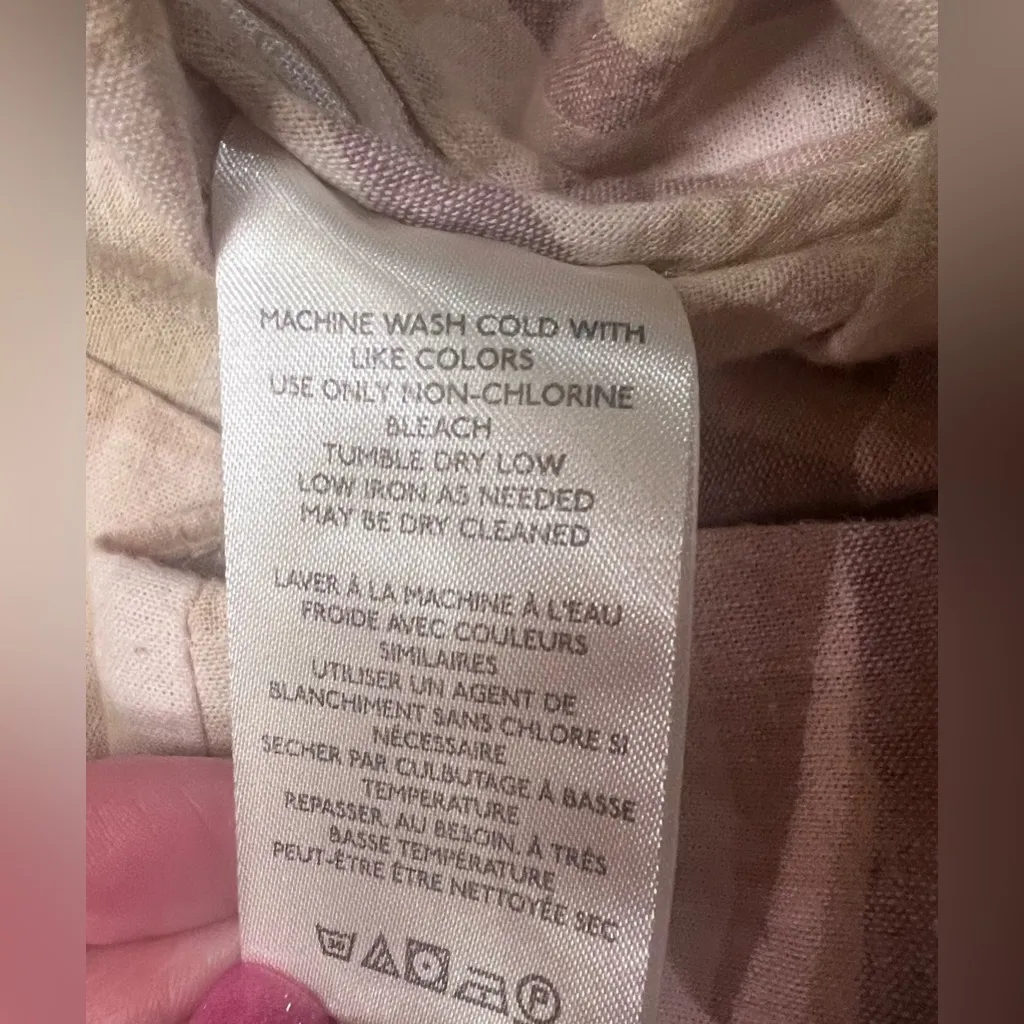 MACHINE WASH COLD WITH
LIKE COLORS
USE ONLY NON-CHLORINE
BLEACH
TUMBLE DRY LOW
LOW IRON AS NEEDED
MAY BE DRY CLEANED
LAVER À LA MACHINE À L'EAU
FROIDE AVEC COULEURS
SIMILAIRES
UTILISER UN AGENT DE
BLANCHIMENT SANS CHLORE SI
NÉCESSAIRE
SECHER PAR CULBUTAGE À BASSE
TEMPERATURE
REPASSER, AU BESOIN, À TRÈS
BASSE TEMPÉRATURE
PEUT-ÊTRE ÊTRE NETTOYÉE SEC
30 P